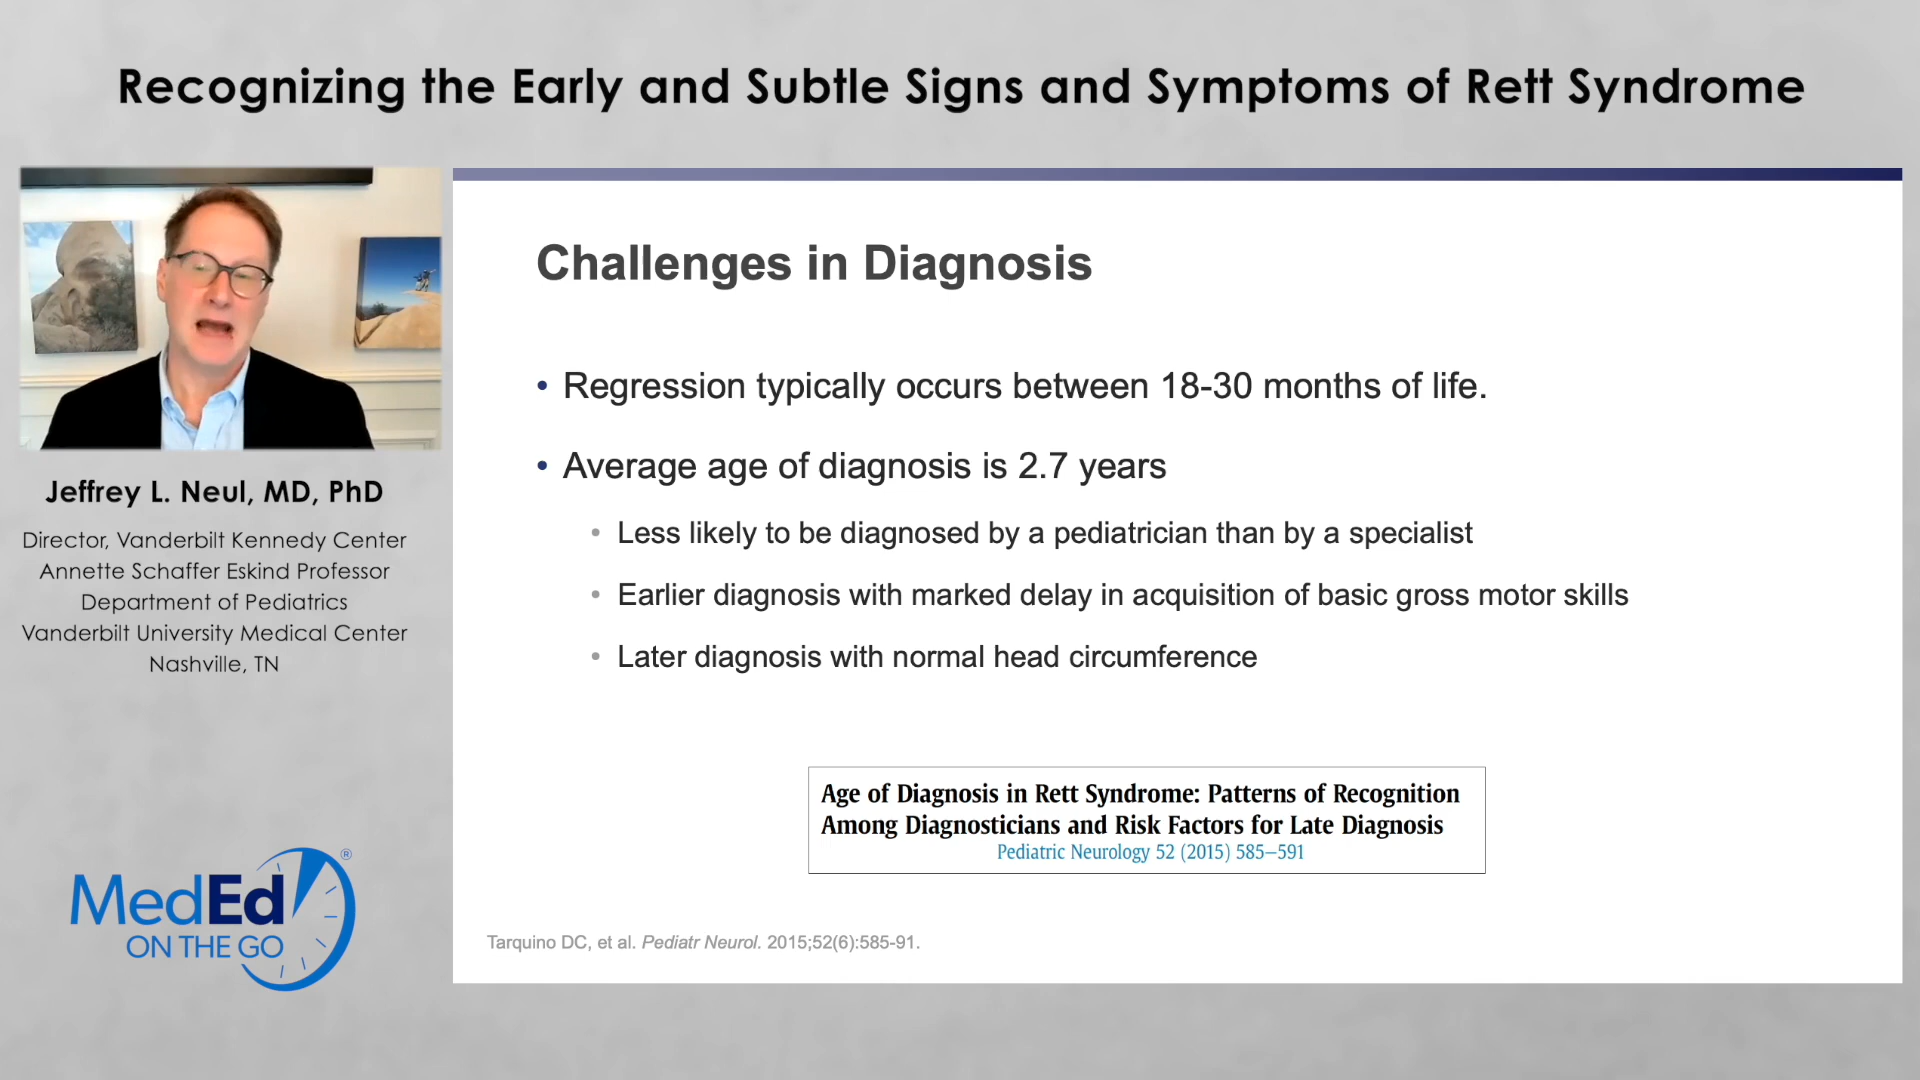 Recognizing the Early and Subtle Signs and Symptoms of Rett Syndrome
Jeffrey L. Neul, MD, PhD
Director, Vanderbilt Kennedy Center
Annette Schaffer Eskind Professor
Department of Pediatrics
Vanderbilt University Medical Center
Nashville, TN
MedEd®
ON THE GO
Challenges in Diagnosis
• Regression typically occurs between 18-30 months of life.
• Average age of diagnosis is 2.7 years
• Less likely to be diagnosed by a pediatrician than by a specialist
• Earlier diagnosis with marked delay in acquisition of basic gross motor skills
• Later diagnosis with normal head circumference
Age of Diagnosis in Rett Syndrome: Patterns of Recognition
Among Diagnosticians and Risk Factors for Late Diagnosis
Pediatric Neurology 52 (2015) 585–591
Tarquino DC, et al. Pediatr Neurol. 2015;52(6):585-91.